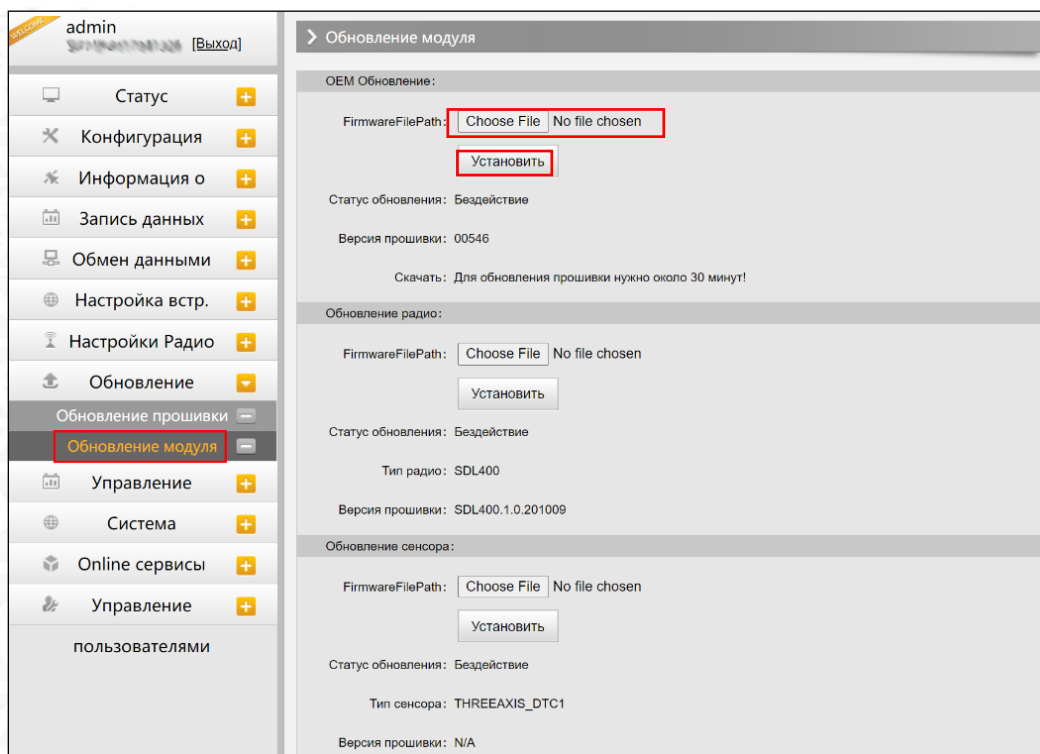 WELCOME
admin
[Выход]
Статус
Конфигурация
Информация о
Запись данных
Обмен данными
Настройка встр.
Настройки Радио
Обновление
Обновление прошивки
Обновление модуля
Управление
Система
Online сервисы
Управление
пользователями
Обновление модуля
OEM Обновление:
FirmwareFilePath: Choose File No file chosen
Установить
Статус обновления: Бездействие
Версия прошивки: 00546
Скачать: Для обновления прошивки нужно около 30 минут!
Обновление радио:
FirmwareFilePath: Choose File No file chosen
Установить
Статус обновления: Бездействие
Тип радио: SDL400
Версия прошивки: SDL400.1.0.201009
Обновление сенсора:
FirmwareFilePath: Choose File No file chosen
Установить
Статус обновления: Бездействие
Тип сенсора: THREEAXIS_DTC1
Версия прошивки: N/A